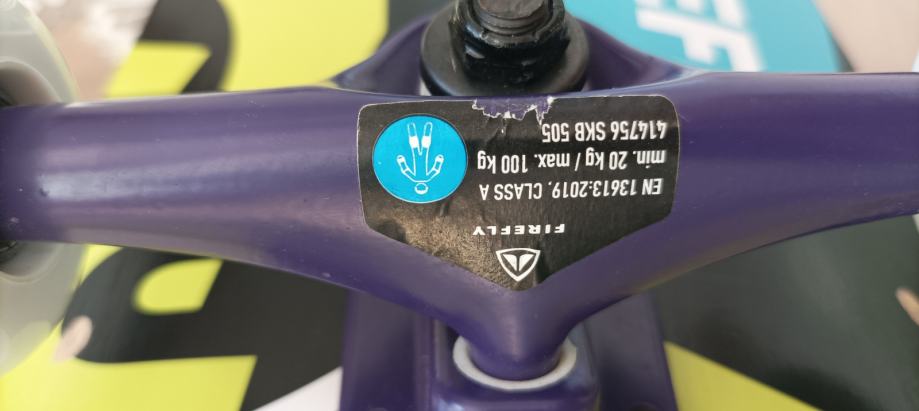 FIREFLY
EN 13613:2019, CLASS A
min. 20 kg / max. 100 kg
414756 SKB 505